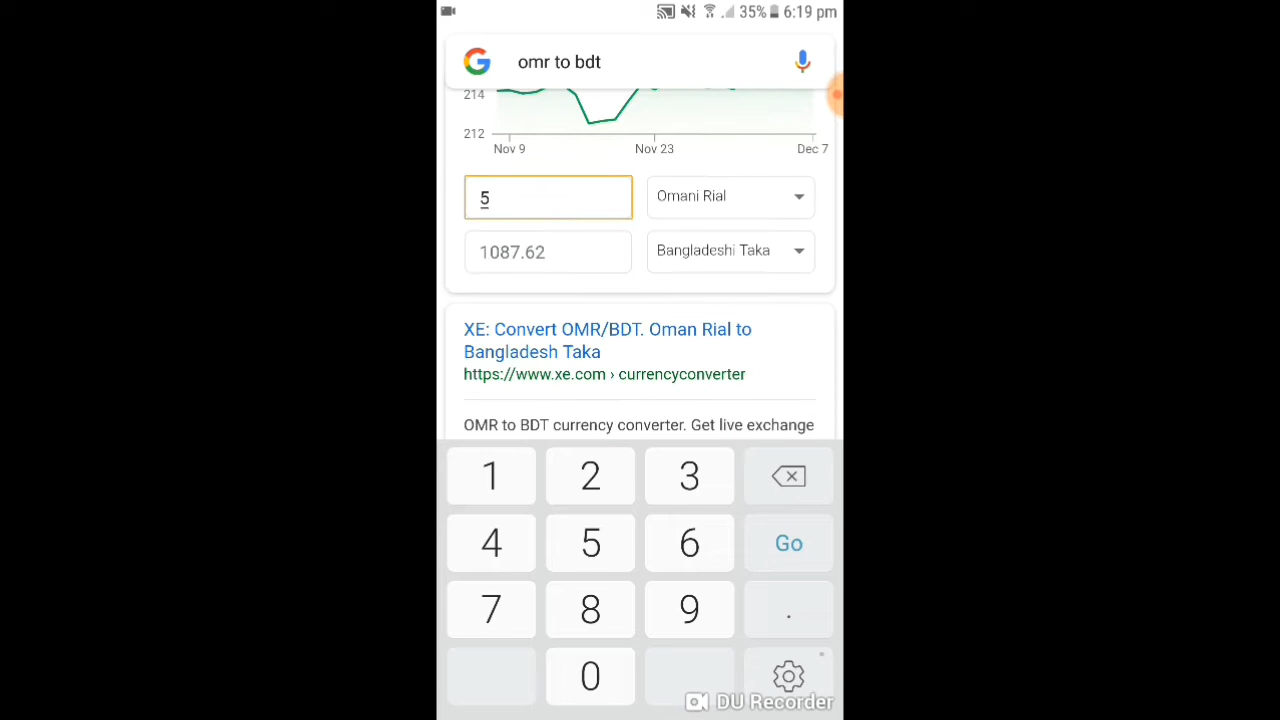 35% 6:19 pm
omr to bdt
214
212
Nov 9 Nov 23 Dec 7
5 Omani Rial
1087.62 Bangladeshi Taka
XE: Convert OMR/BDT. Oman Rial to
Bangladesh Taka
https://www.xe.com › currencyconverter
OMR to BDT currency converter. Get live exchange
1 2 3
4 5 6 Go
7 8 9 .
0
DU Recorder